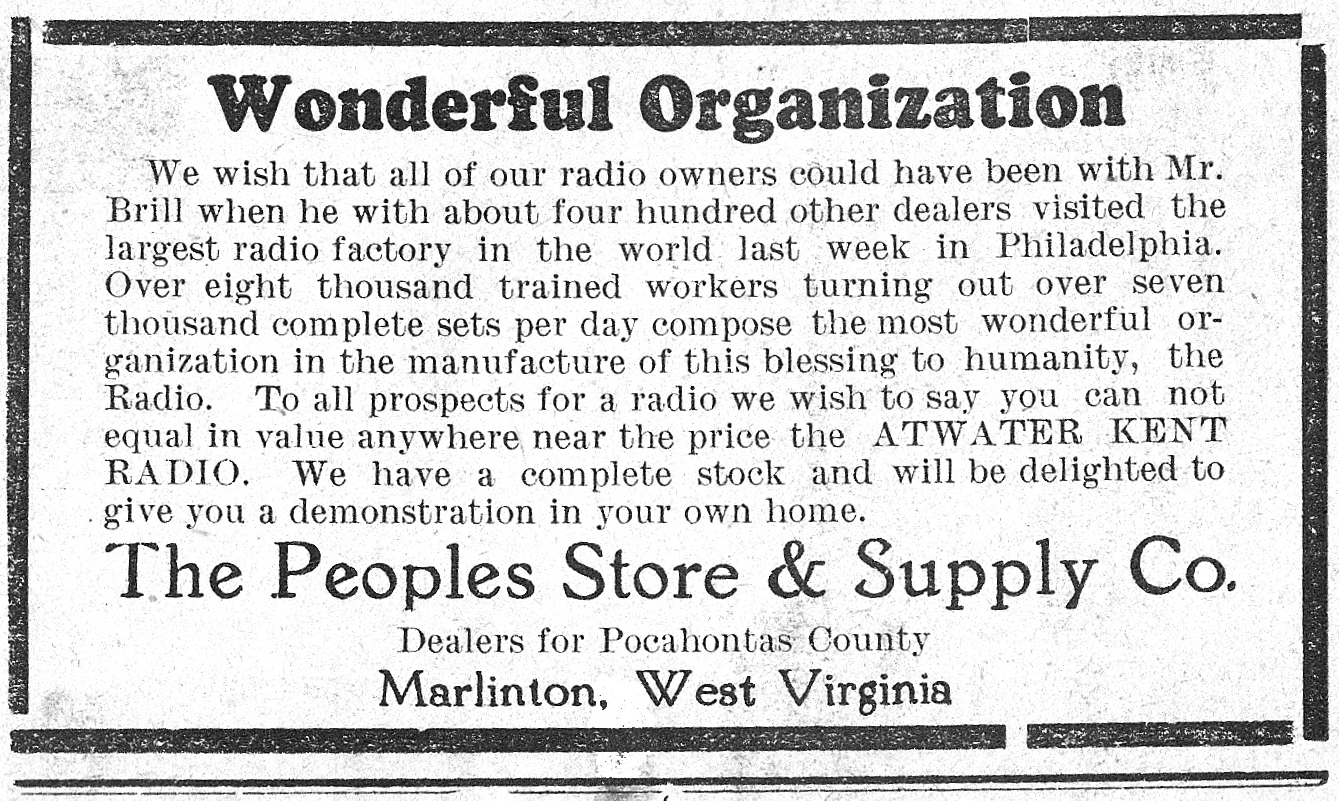 Wonderful Organization
We wish that all of our radio owners could have been with Mr.
Brill when he with about four hundred other dealers visited the
largest radio factory in the world last week in Philadelphia.
Over eight thousand trained workers turning out over seven
thousand complete sets per day compose the most wonderful or-
ganization in the manufacture of this blessing to humanity, the
Radio. To all prospects for a radio we wish to say you can not
equal in value anywhere near the price the ATWATER KENT
RADIO. We have a complete stock and will be delighted to
give you a demonstration in your own home.
The Peoples Store & Supply Co.
Dealers for Pocahontas County
Marlinton, West Virginia